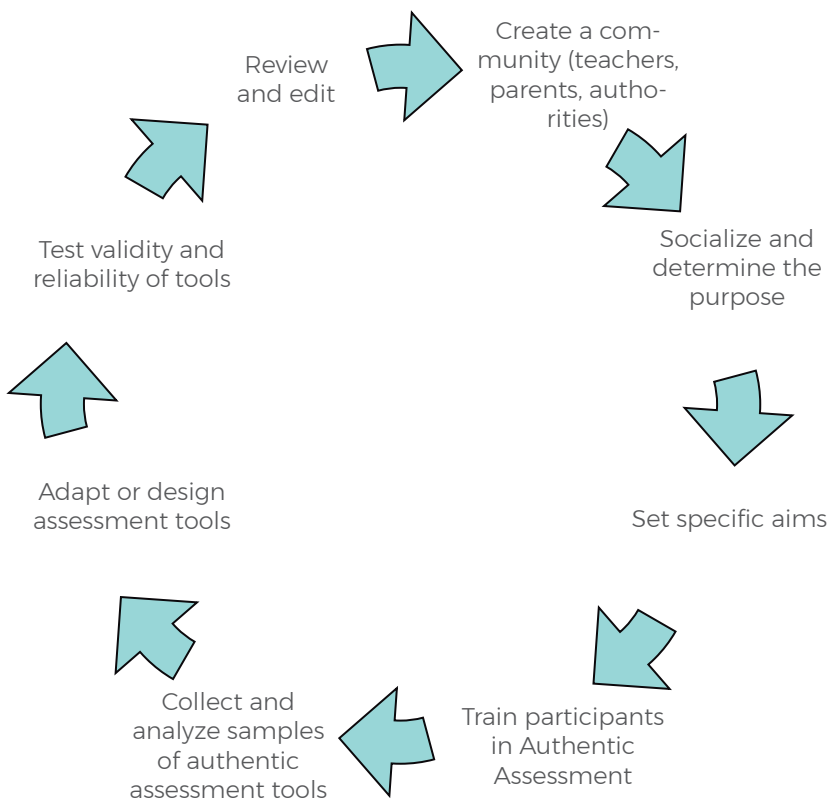 Review
and edit
Create a com-
munity (teachers,
parents, autho-
rities)
Socialize and
determine the
purpose
Set specific aims
Train participants
in Authentic
Assessment
Collect and
analyze samples
of authentic
assessment tools
Adapt or design
assessment tools
Test validity and
reliability of tools